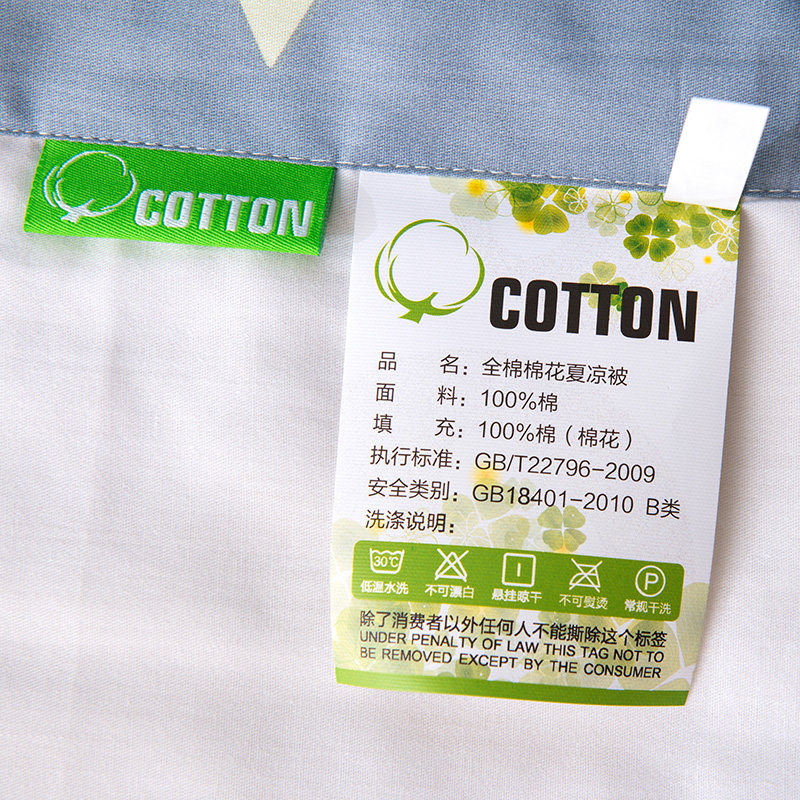 COTTON
COTTON
品 名：全棉棉花夏凉被
面 料：100%棉
填 充：100%棉（棉花）
执行标准：GB/T22796-2009
安全类别：GB18401-2010 B类
洗涤说明：
30℃ P
低温水洗 不可漂白 悬挂晾干 不可熨烫 常规干洗
除了消费者以外任何人不能撕除这个标签
UNDER PENALTY OF LAW THIS TAG NOT TO
BE REMOVED EXCEPT BY THE CONSUMER